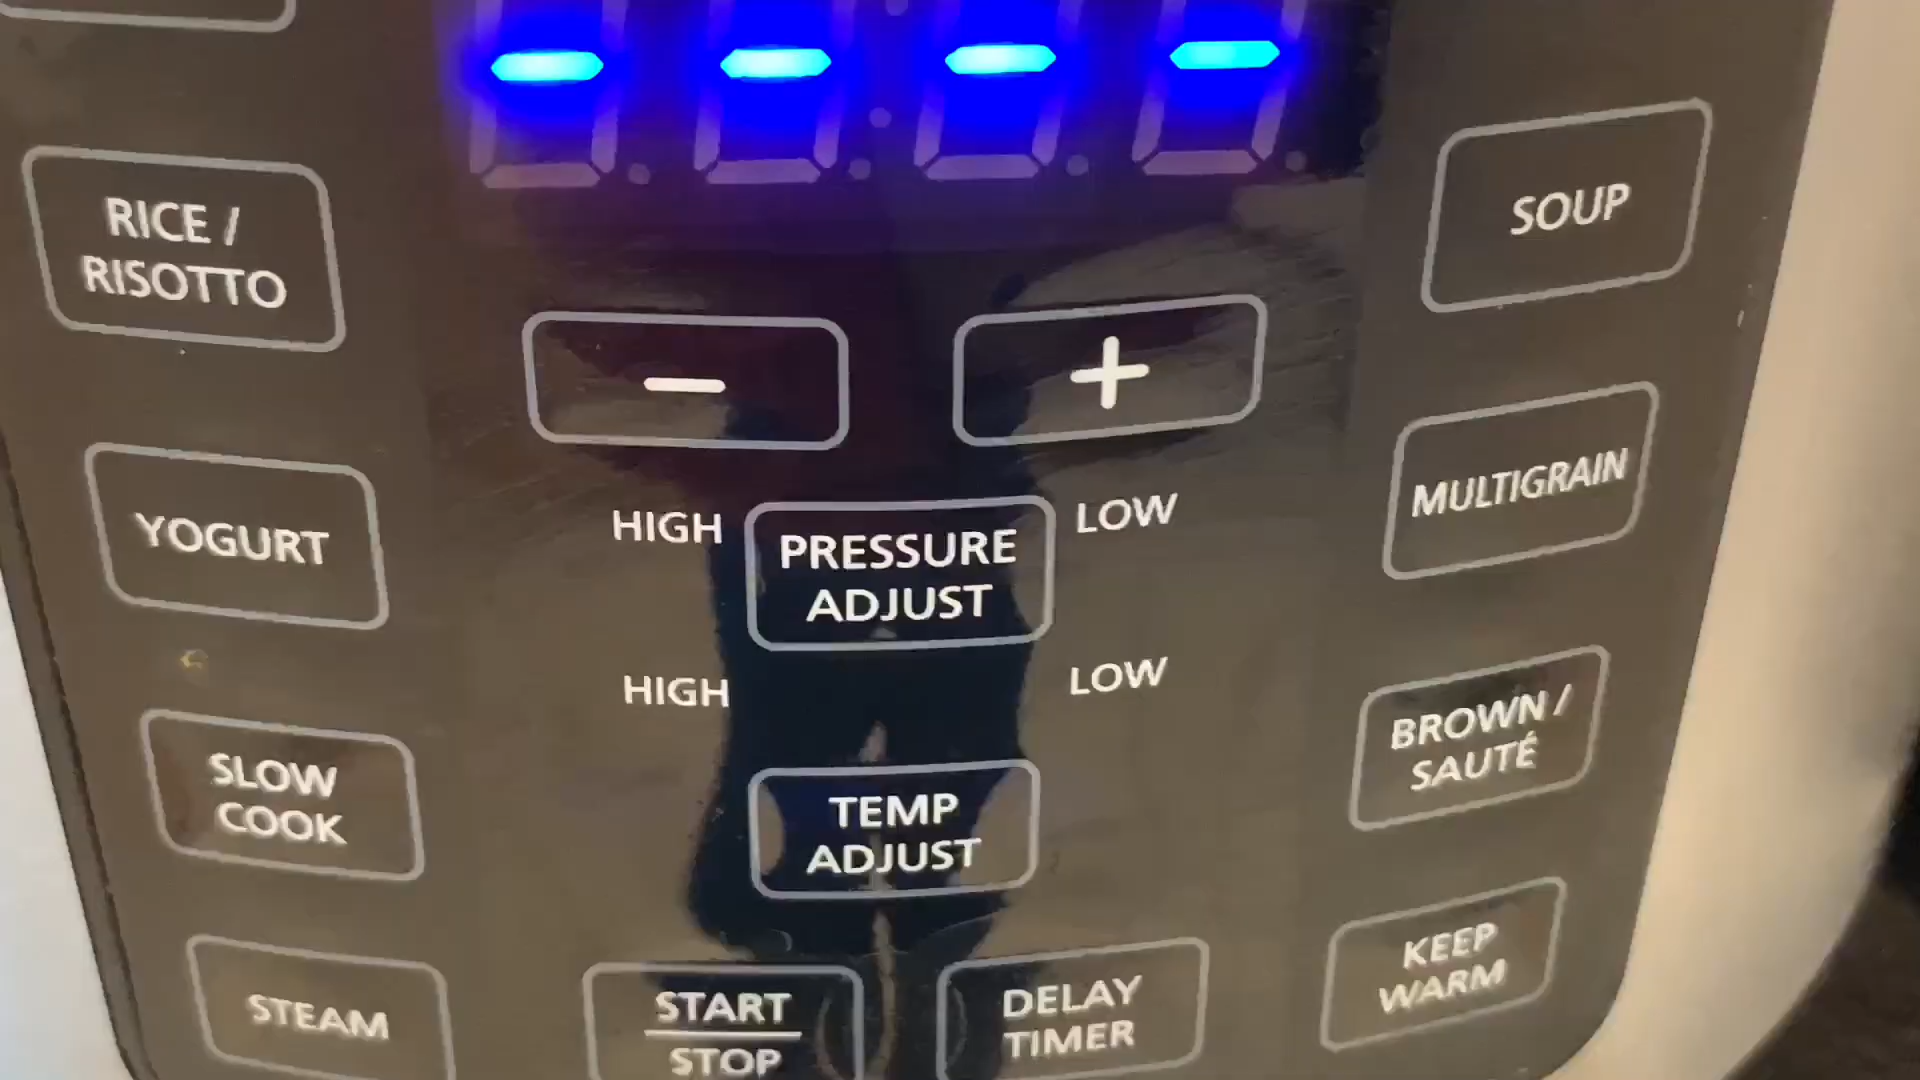 - - - -
RICE /
RISOTTO
SOUP
− +
YOGURT
HIGH
PRESSURE
ADJUST
LOW
MULTIGRAIN
HIGH
LOW
SLOW
COOK
TEMP
ADJUST
BROWN /
SAUTÉ
STEAM
START
STOP
DELAY
TIMER
KEEP
WARM